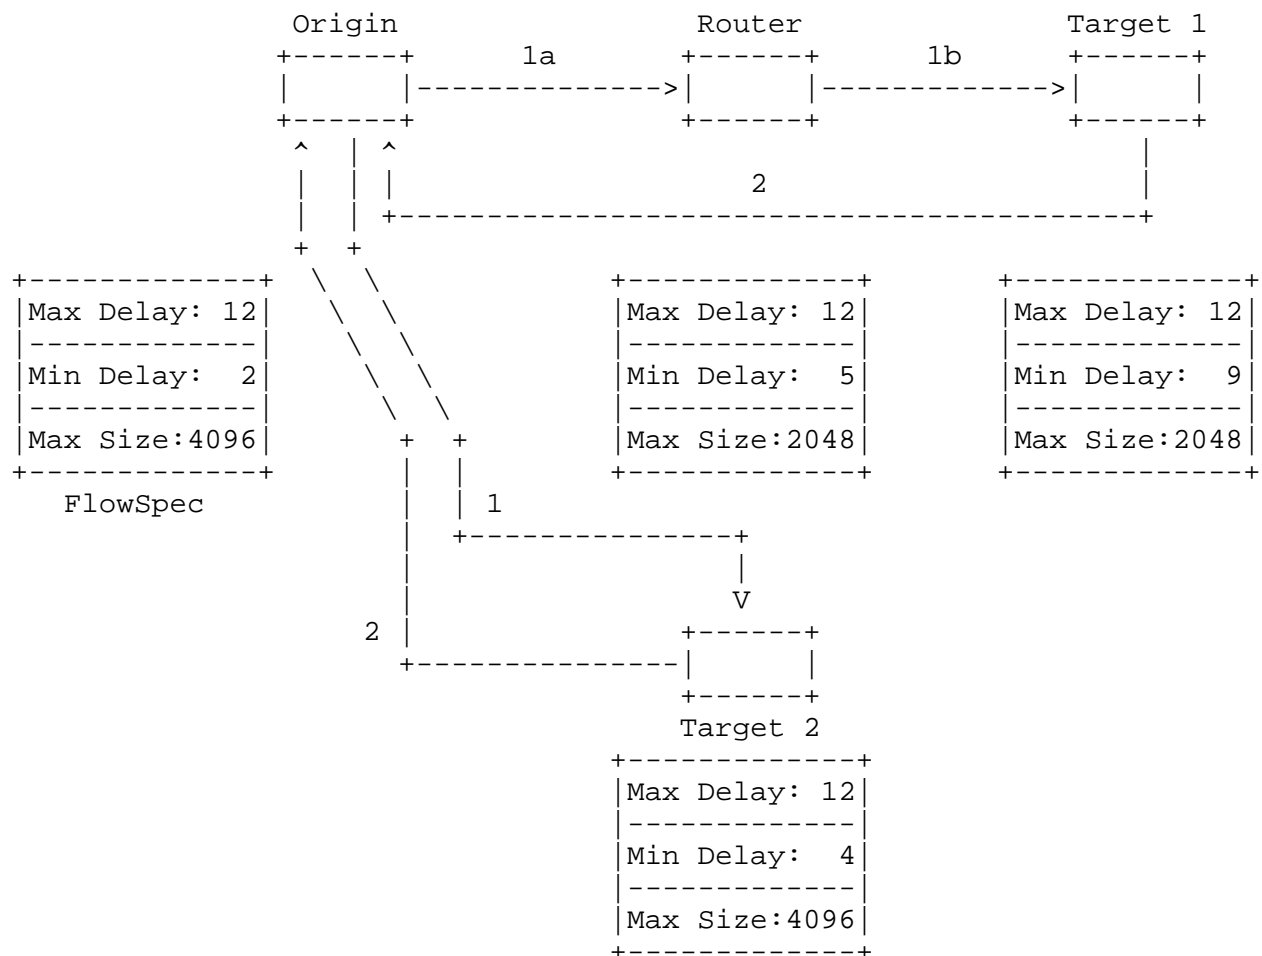 Origin Router Target 1
+------+ 1a +------+ 1b +------+
| |-------------->| |------------->| |
+------+ +------+ +------+
^ | ^ |
| | | 2 |
| | +-------------------------------------------+
+ +
+-------------+ \ \ +-------------+ +-------------+
|Max Delay: 12| \ \ |Max Delay: 12| |Max Delay: 12|
|-------------| \ \ |-------------| |-------------|
|Min Delay: 2| \ \ |Min Delay: 5| |Min Delay: 9|
|-------------| \ \ |-------------| |-------------|
|Max Size:4096| + + |Max Size:2048| |Max Size:2048|
+-------------+ | | +-------------+ +-------------+
FlowSpec | | 1
| +---------------+
| |
| V
2 | +------+
+---------------| |
+------+
Target 2
+-------------+
|Max Delay: 12|
|-------------|
|Min Delay: 4|
|-------------|
|Max Size:4096|
+-------------+